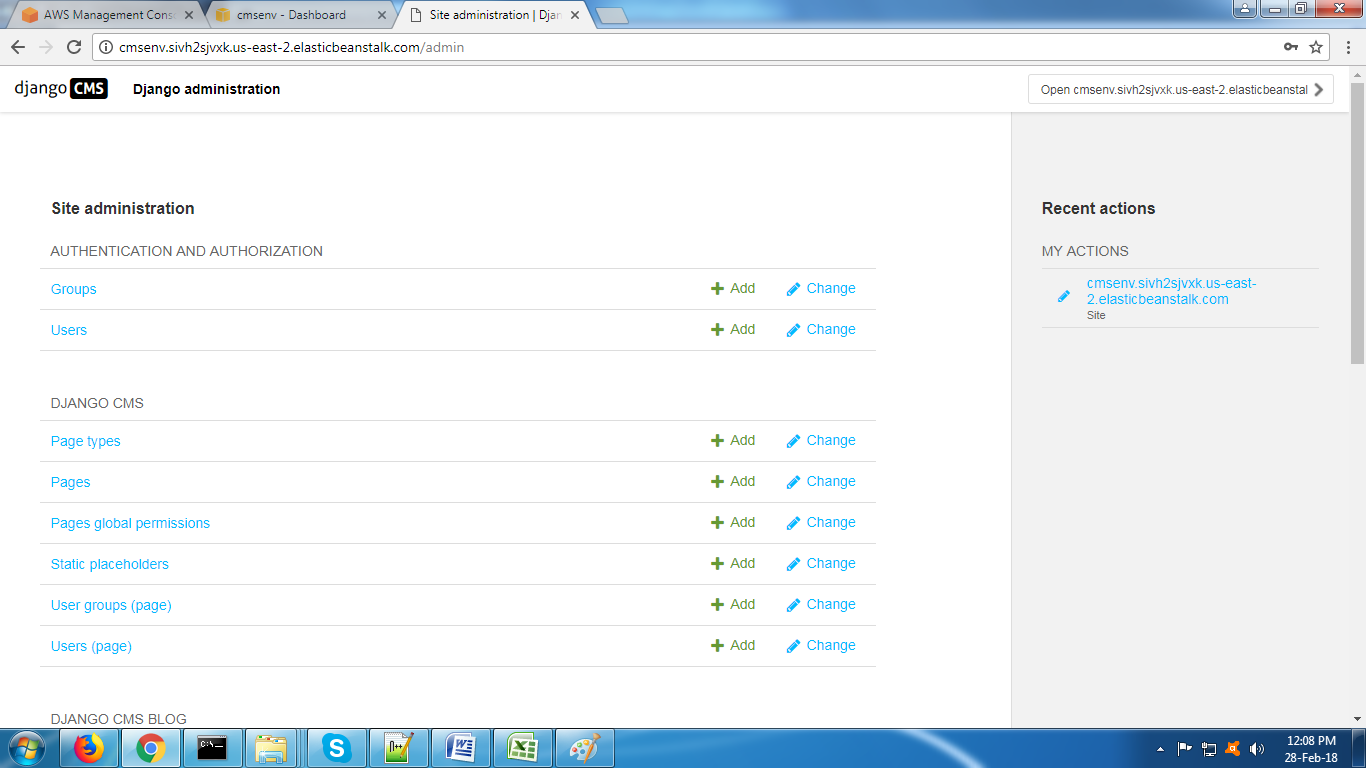 AWS Management Conso
cmsenv - Dashboard
Site administration | Djan
cmsenv.sivh2sjvxk.us-east-2.elasticbeanstalk.com/admin
django CMS
Django administration
Open cmsenv.sivh2sjvxk.us-east-2.elasticbeanstal
Site administration
AUTHENTICATION AND AUTHORIZATION
Groups Add Change
Users Add Change
DJANGO CMS
Page types Add Change
Pages Add Change
Pages global permissions Add Change
Static placeholders Add Change
User groups (page) Add Change
Users (page) Add Change
DJANGO CMS BLOG
Recent actions
MY ACTIONS
cmsenv.sivh2sjvxk.us-east-
2.elasticbeanstalk.com
Site
12:08 PM
28-Feb-18